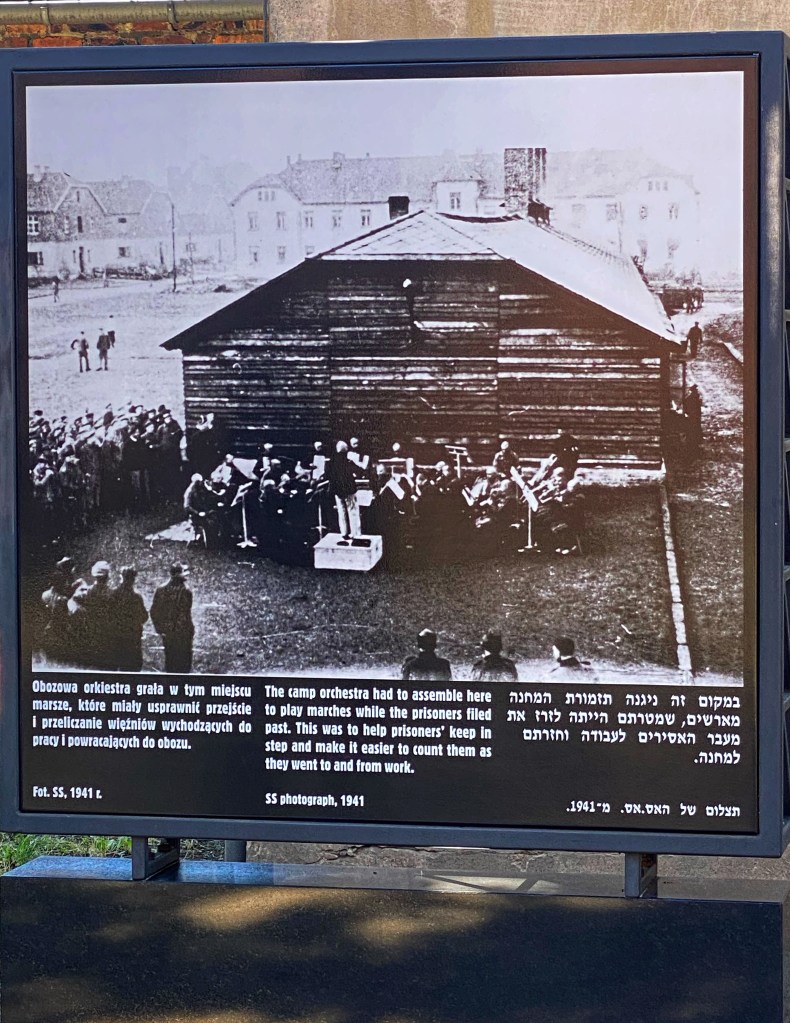 Obozowa orkiestra grała w tym miejscu
marsze, które miały usprawnić przejście
i przeliczanie więźniów wychodzących do
pracy i powracających do obozu.
Fot. SS, 1941 r.
The camp orchestra had to assemble here
to play marches while the prisoners filed
past. This was to help prisoners' keep in
step and make it easier to count them as
they went to and from work.
SS photograph, 1941
במקום זה ניגנה תזמורת המחנה
מארשים, שמטרתם הייתה לזרז את
מעבר האסירים לעבודה וחזרתם
למחנה.
תצלום של האס.אס. מ־1941.